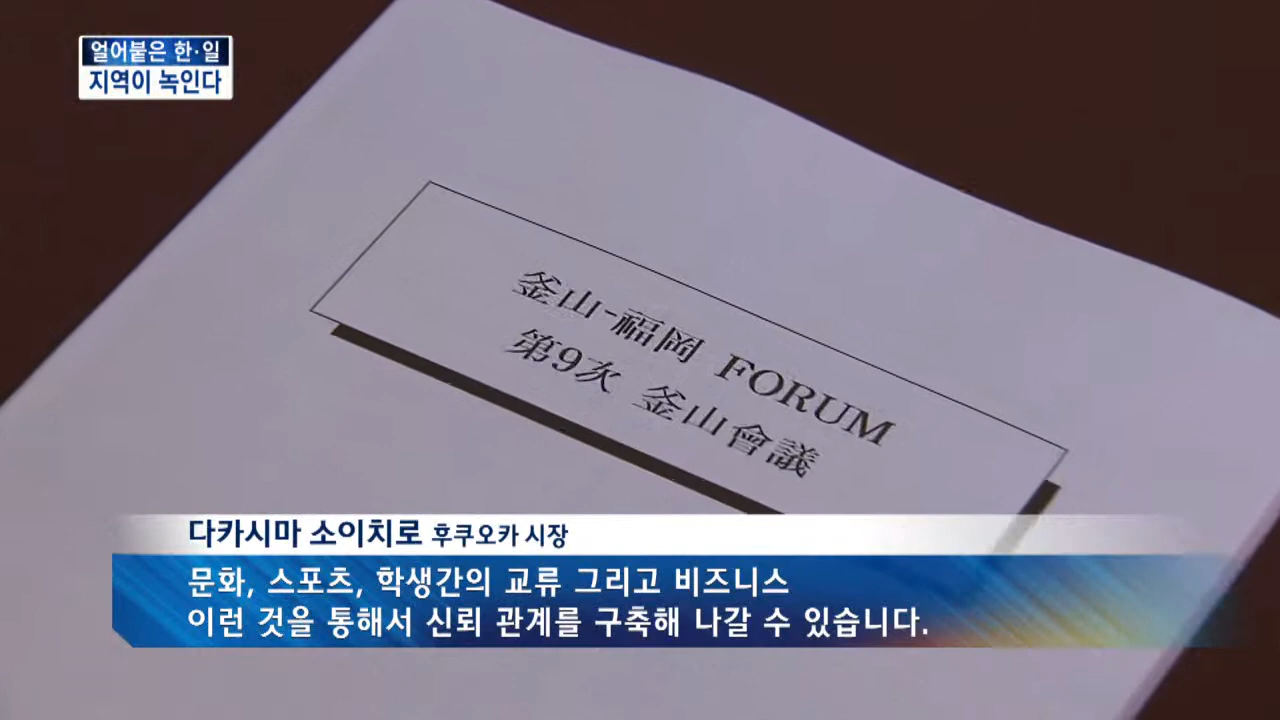 얼어붙은 한·일
지역이 녹인다
釜山-福岡 FORUM
第9次 釜山會議
다카시마 소이치로 후쿠오카 시장
문화, 스포츠, 학생간의 교류 그리고 비즈니스
이런 것을 통해서 신뢰 관계를 구축해 나갈 수 있습니다.